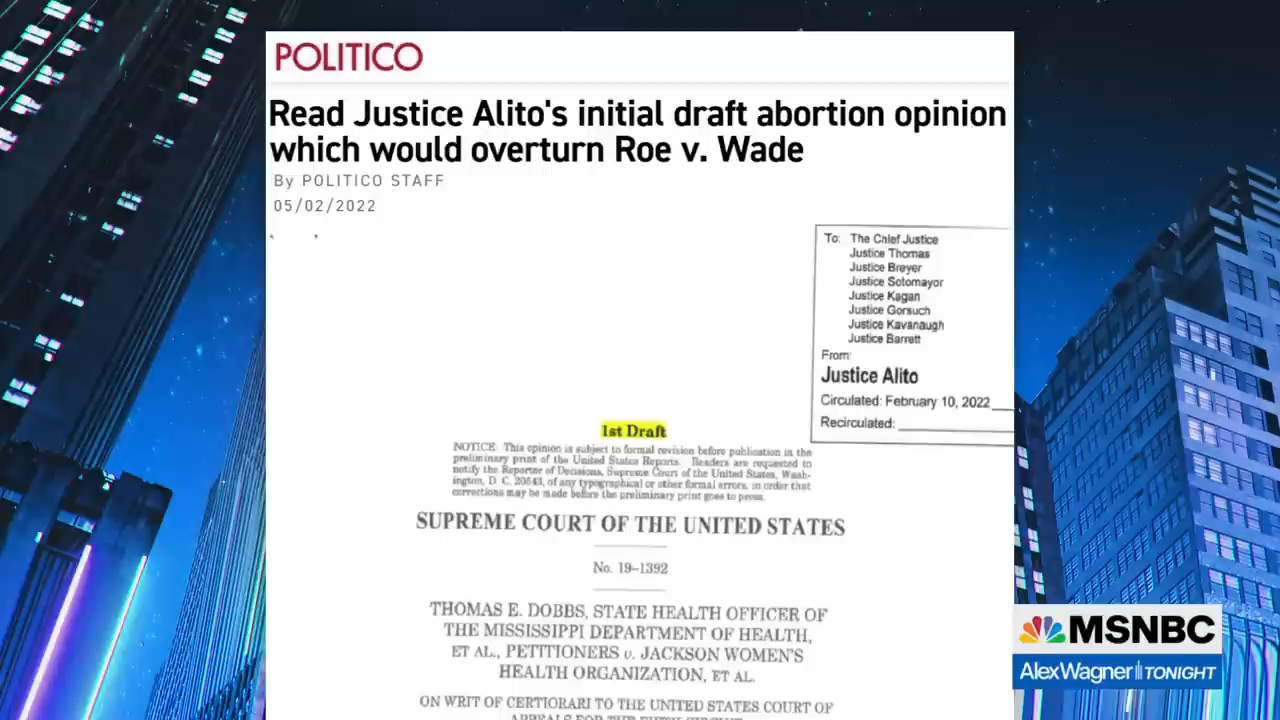 POLITICO
Read Justice Alito's initial draft abortion opinion
which would overturn Roe v. Wade
By POLITICO STAFF
05/02/2022
To: The Chief Justice
Justice Thomas
Justice Breyer
Justice Sotomayor
Justice Kagan
Justice Gorsuch
Justice Kavanaugh
Justice Barrett
From:
Justice Alito
Circulated: February 10, 2022
Recirculated:
1st Draft
NOTICE: This opinion is subject to formal revision before publication in the
preliminary print of the United States Reports. Readers are requested to
notify the Reporter of Decisions, Supreme Court of the United States, Wash-
ington, D. C. 20543, of any typographical or other formal errors, in order that
corrections may be made before the preliminary print goes to press.
SUPREME COURT OF THE UNITED STATES
No. 19–1392
THOMAS E. DOBBS, STATE HEALTH OFFICER OF
THE MISSISSIPPI DEPARTMENT OF HEALTH,
ET AL., PETITIONERS v. JACKSON WOMEN'S
HEALTH ORGANIZATION, ET AL.
ON WRIT OF CERTIORARI TO THE UNITED STATES COURT OF
APPEALS FOR THE FIFTH CIRCUIT
MSNBC
AlexWagner TONIGHT